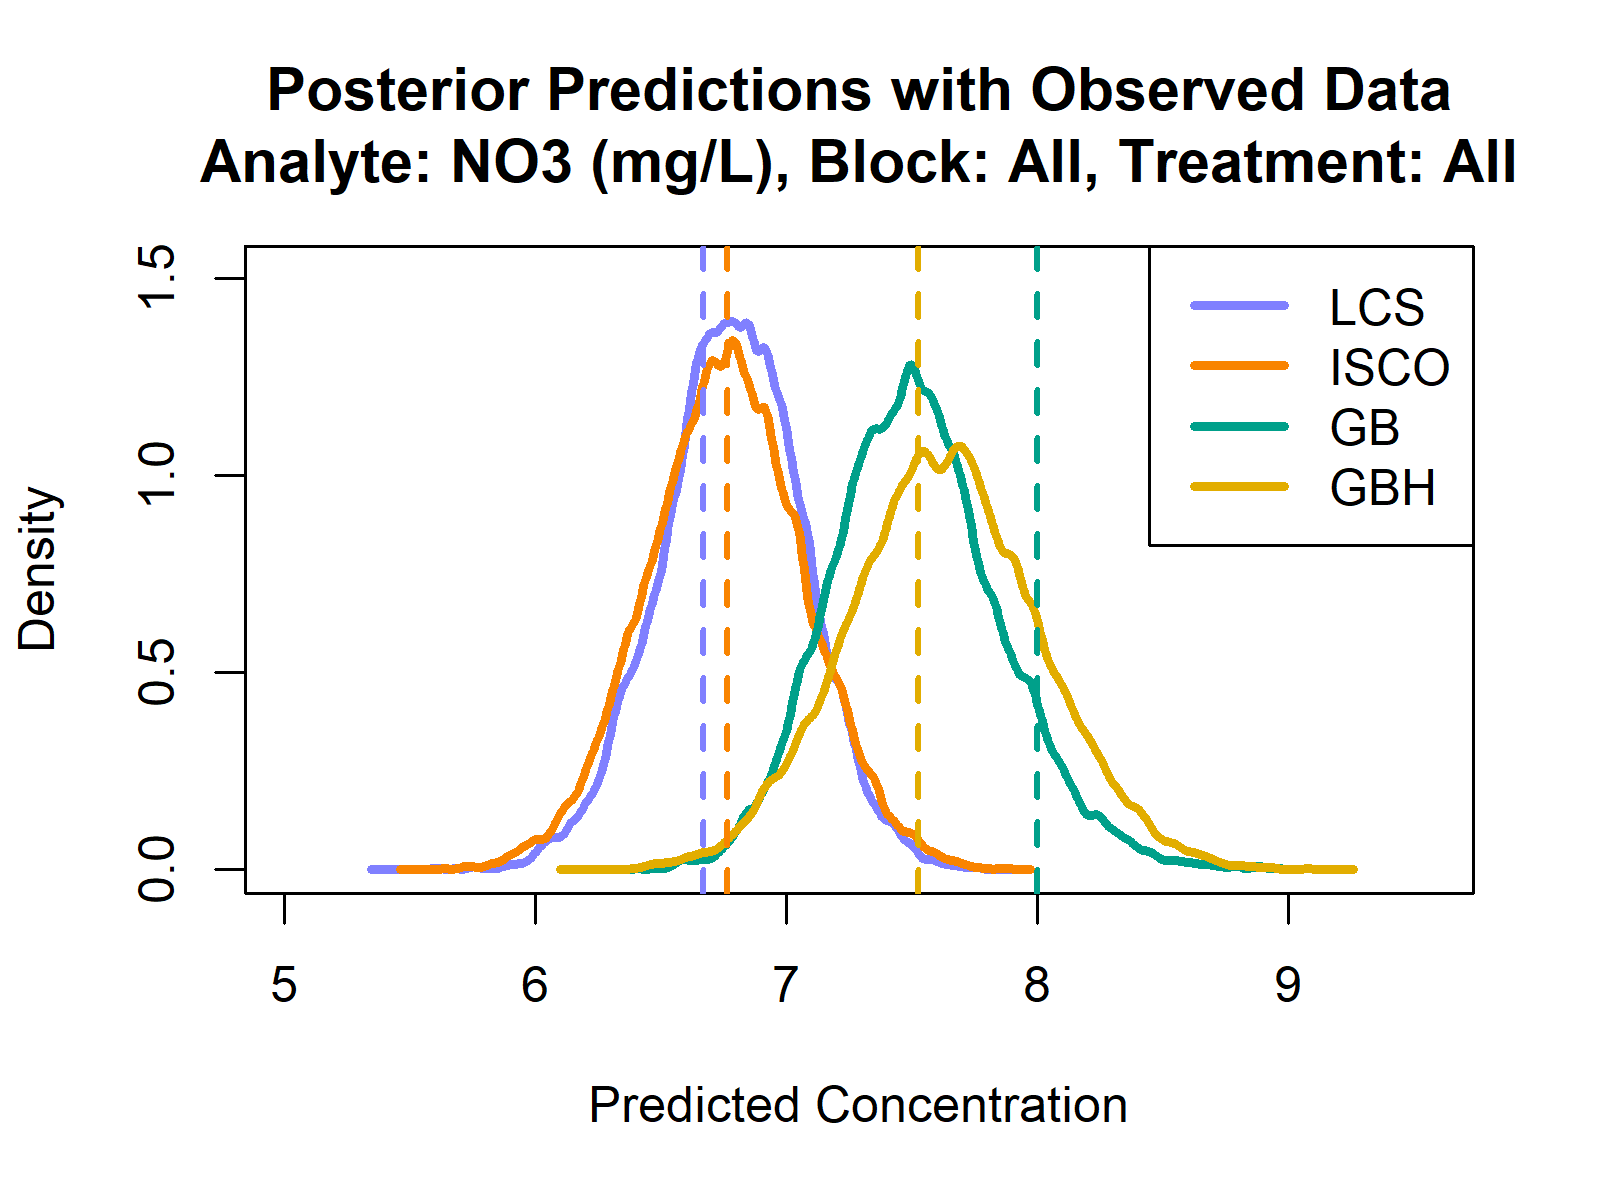 Posterior Predictions with Observed Data
Analyte: NO3 (mg/L), Block: All, Treatment: All
LCS
ISCO
GB
GBH
Density
0.0
0.5
1.0
1.5
5
6
7
8
9
Predicted Concentration